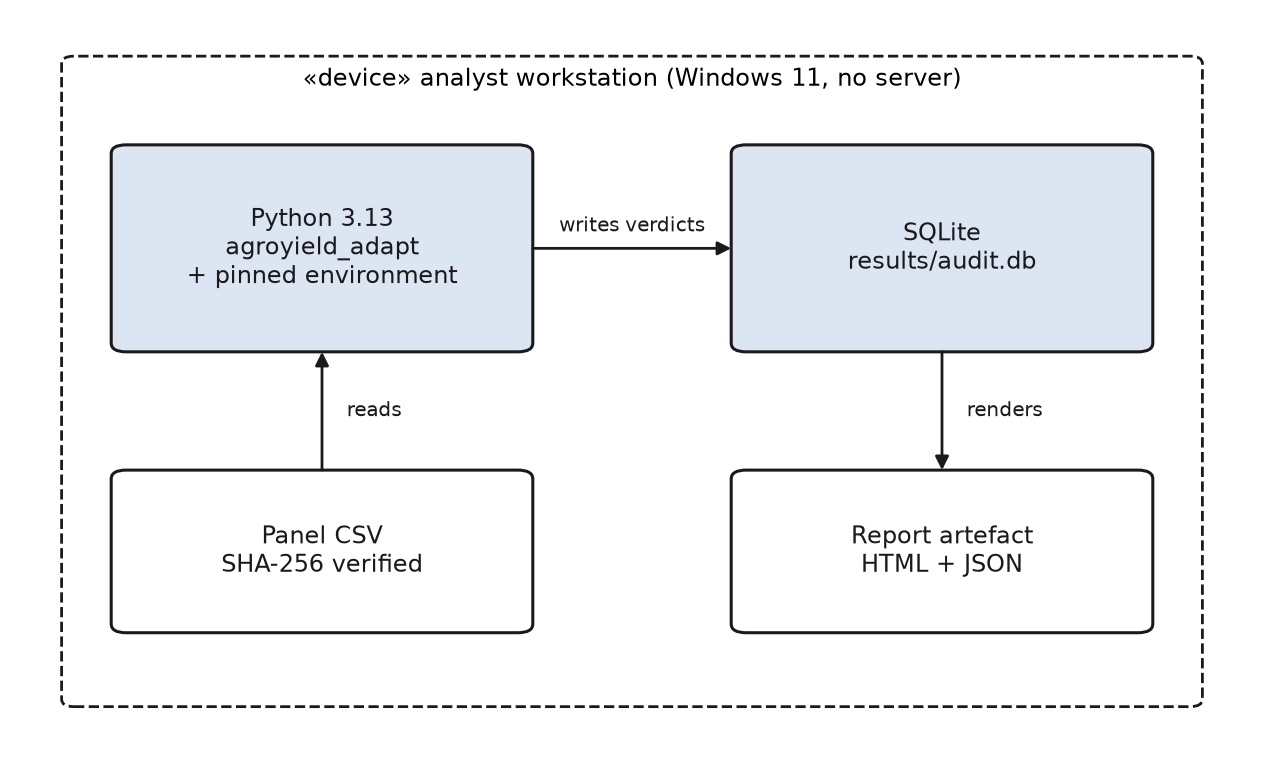 «device» analyst workstation (Windows 11, no server)
Python 3.13
agroyield_adapt
+ pinned environment
writes verdicts
SQLite
results/audit.db
reads
renders
Panel CSV
SHA-256 verified
Report artefact
HTML + JSON